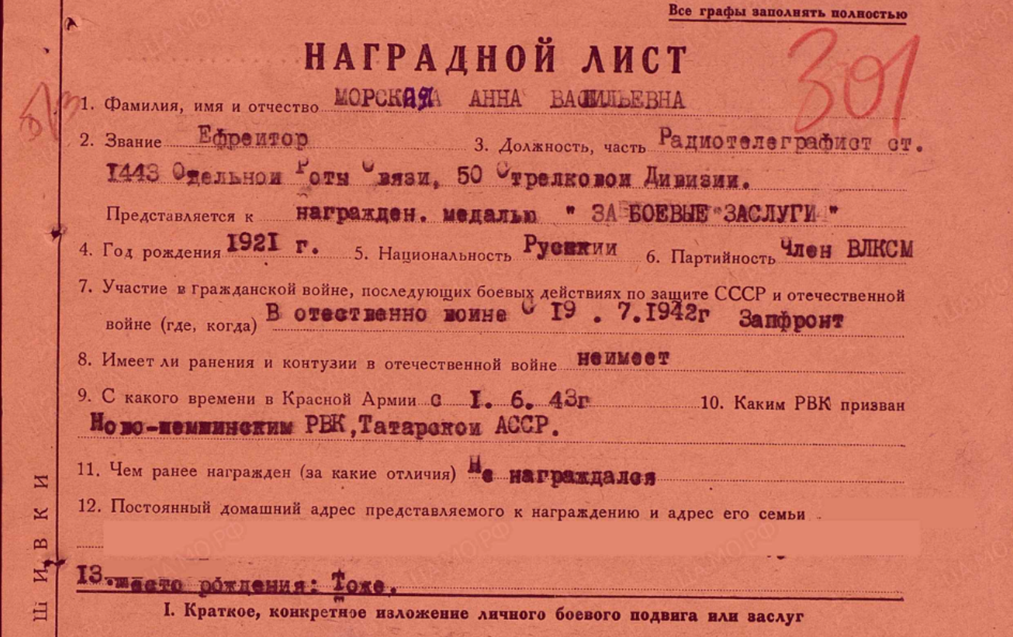 Все графы заполнять полностью
НАГРАДНОЙ ЛИСТ
301
1. Фамилия, имя и отчество МОРСКАЯ АННА ВАСИЛЬЕВНА
2. Звание Ефреитор 3. Должность, часть Радиотелеграфист ст.
1443 Отдельнои Роты Связи, 50 Стрелковои Дивизии.
Представляется к награжден. медалью " ЗА БОЕВЫЕ ЗАСЛУГИ "
4. Год рождения 1921 г. 5. Национальность Русскии 6. Партийность Член ВЛКСМ
7. Участие в гражданской войне, последующих боевых действиях по защите СССР и отечественной
войне (где, когда) В отественно воине С 19 . 7.1942г Запфронт
8. Имеет ли ранения и контузии в отечественной войне неимеет
9. С какого времени в Красной Армии с 1. 6. 43г 10. Каким РВК призван
РВК, Татарскои АССР.
11. Чем ранее награжден (за какие отличия) Не награждался
12. Постоянный домашний адрес представляемого к награждению и адрес его семьи
13. место рождения: Тоже.
I. Краткое, конкретное изложение личного боевого подвига или заслуг
ШИВКИ